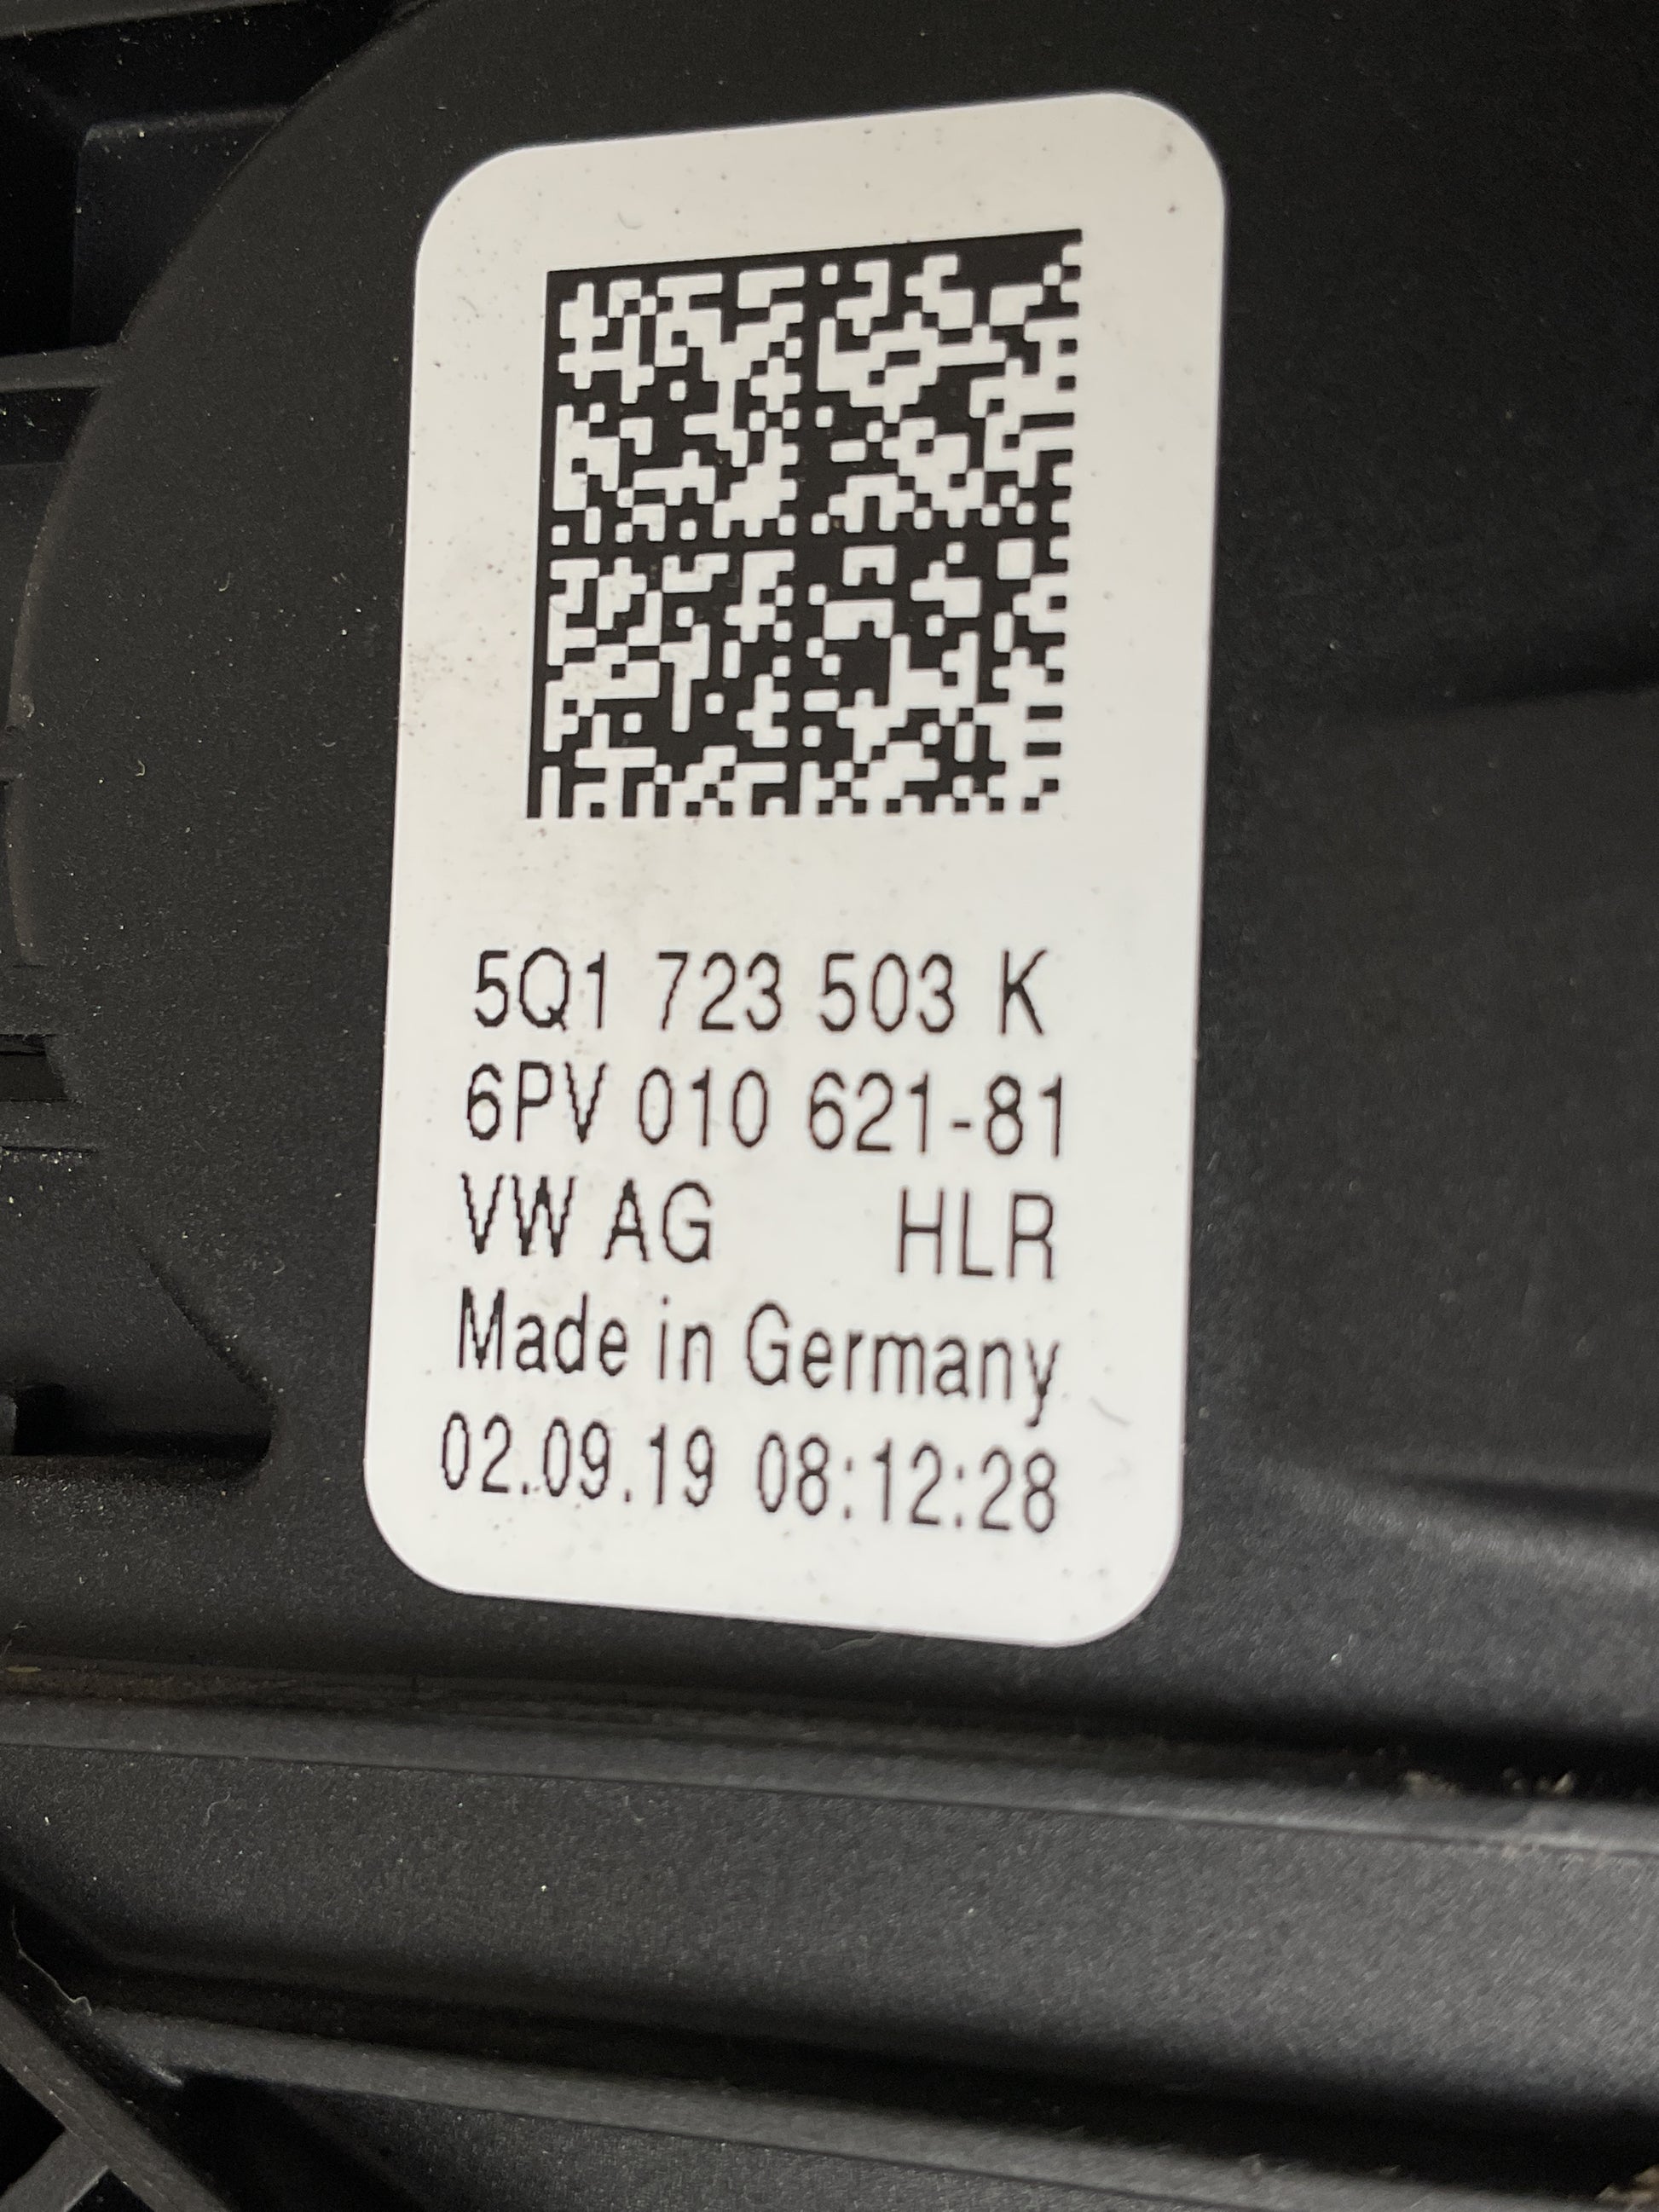 5Q1 723 503 K
6PV 010 621-81
VW AG HLR
Made in Germany
02.09.19 08:12:28